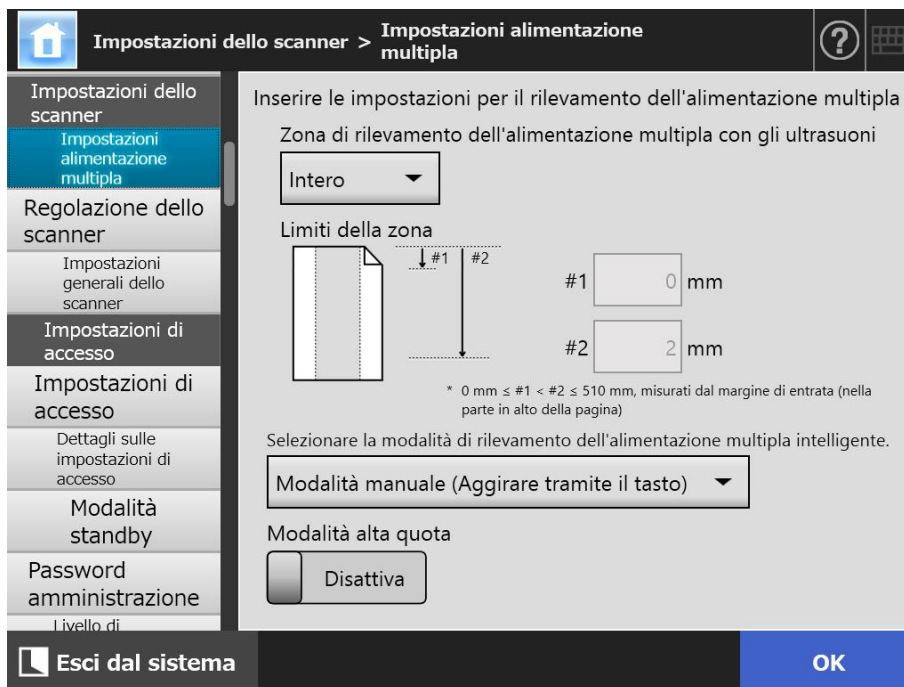 Impostazioni dello scanner > Impostazioni alimentazione
multipla
?
Impostazioni dello
scanner
Impostazioni
alimentazione
multipla
Regolazione dello
scanner
Impostazioni
generali dello
scanner
Impostazioni di
accesso
Impostazioni di
accesso
Dettagli sulle
impostazioni di
accesso
Modalità
standby
Password
amministrazione
Livello di
Inserire le impostazioni per il rilevamento dell'alimentazione multipla
Zona di rilevamento dell'alimentazione multipla con gli ultrasuoni
Intero
Limiti della zona
#1 #2
#1 0 mm
#2 2 mm
* 0 mm ≤ #1 < #2 ≤ 510 mm, misurati dal margine di entrata (nella
parte in alto della pagina)
Selezionare la modalità di rilevamento dell'alimentazione multipla intelligente.
Modalità manuale (Aggirare tramite il tasto)
Modalità alta quota
Disattiva
Esci dal sistema
OK